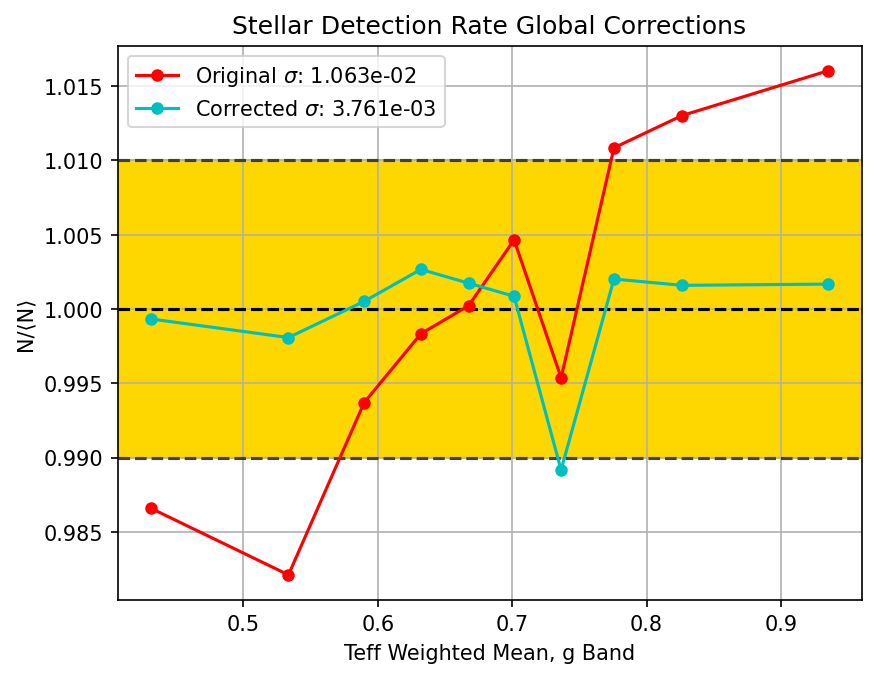 Stellar Detection Rate Global Corrections
Original σ: 1.063e-02
Corrected σ: 3.761e-03
1.015
1.010
1.005
1.000
0.995
0.990
0.985
N/⟨N⟩
0.5 0.6 0.7 0.8 0.9
Teff Weighted Mean, g Band